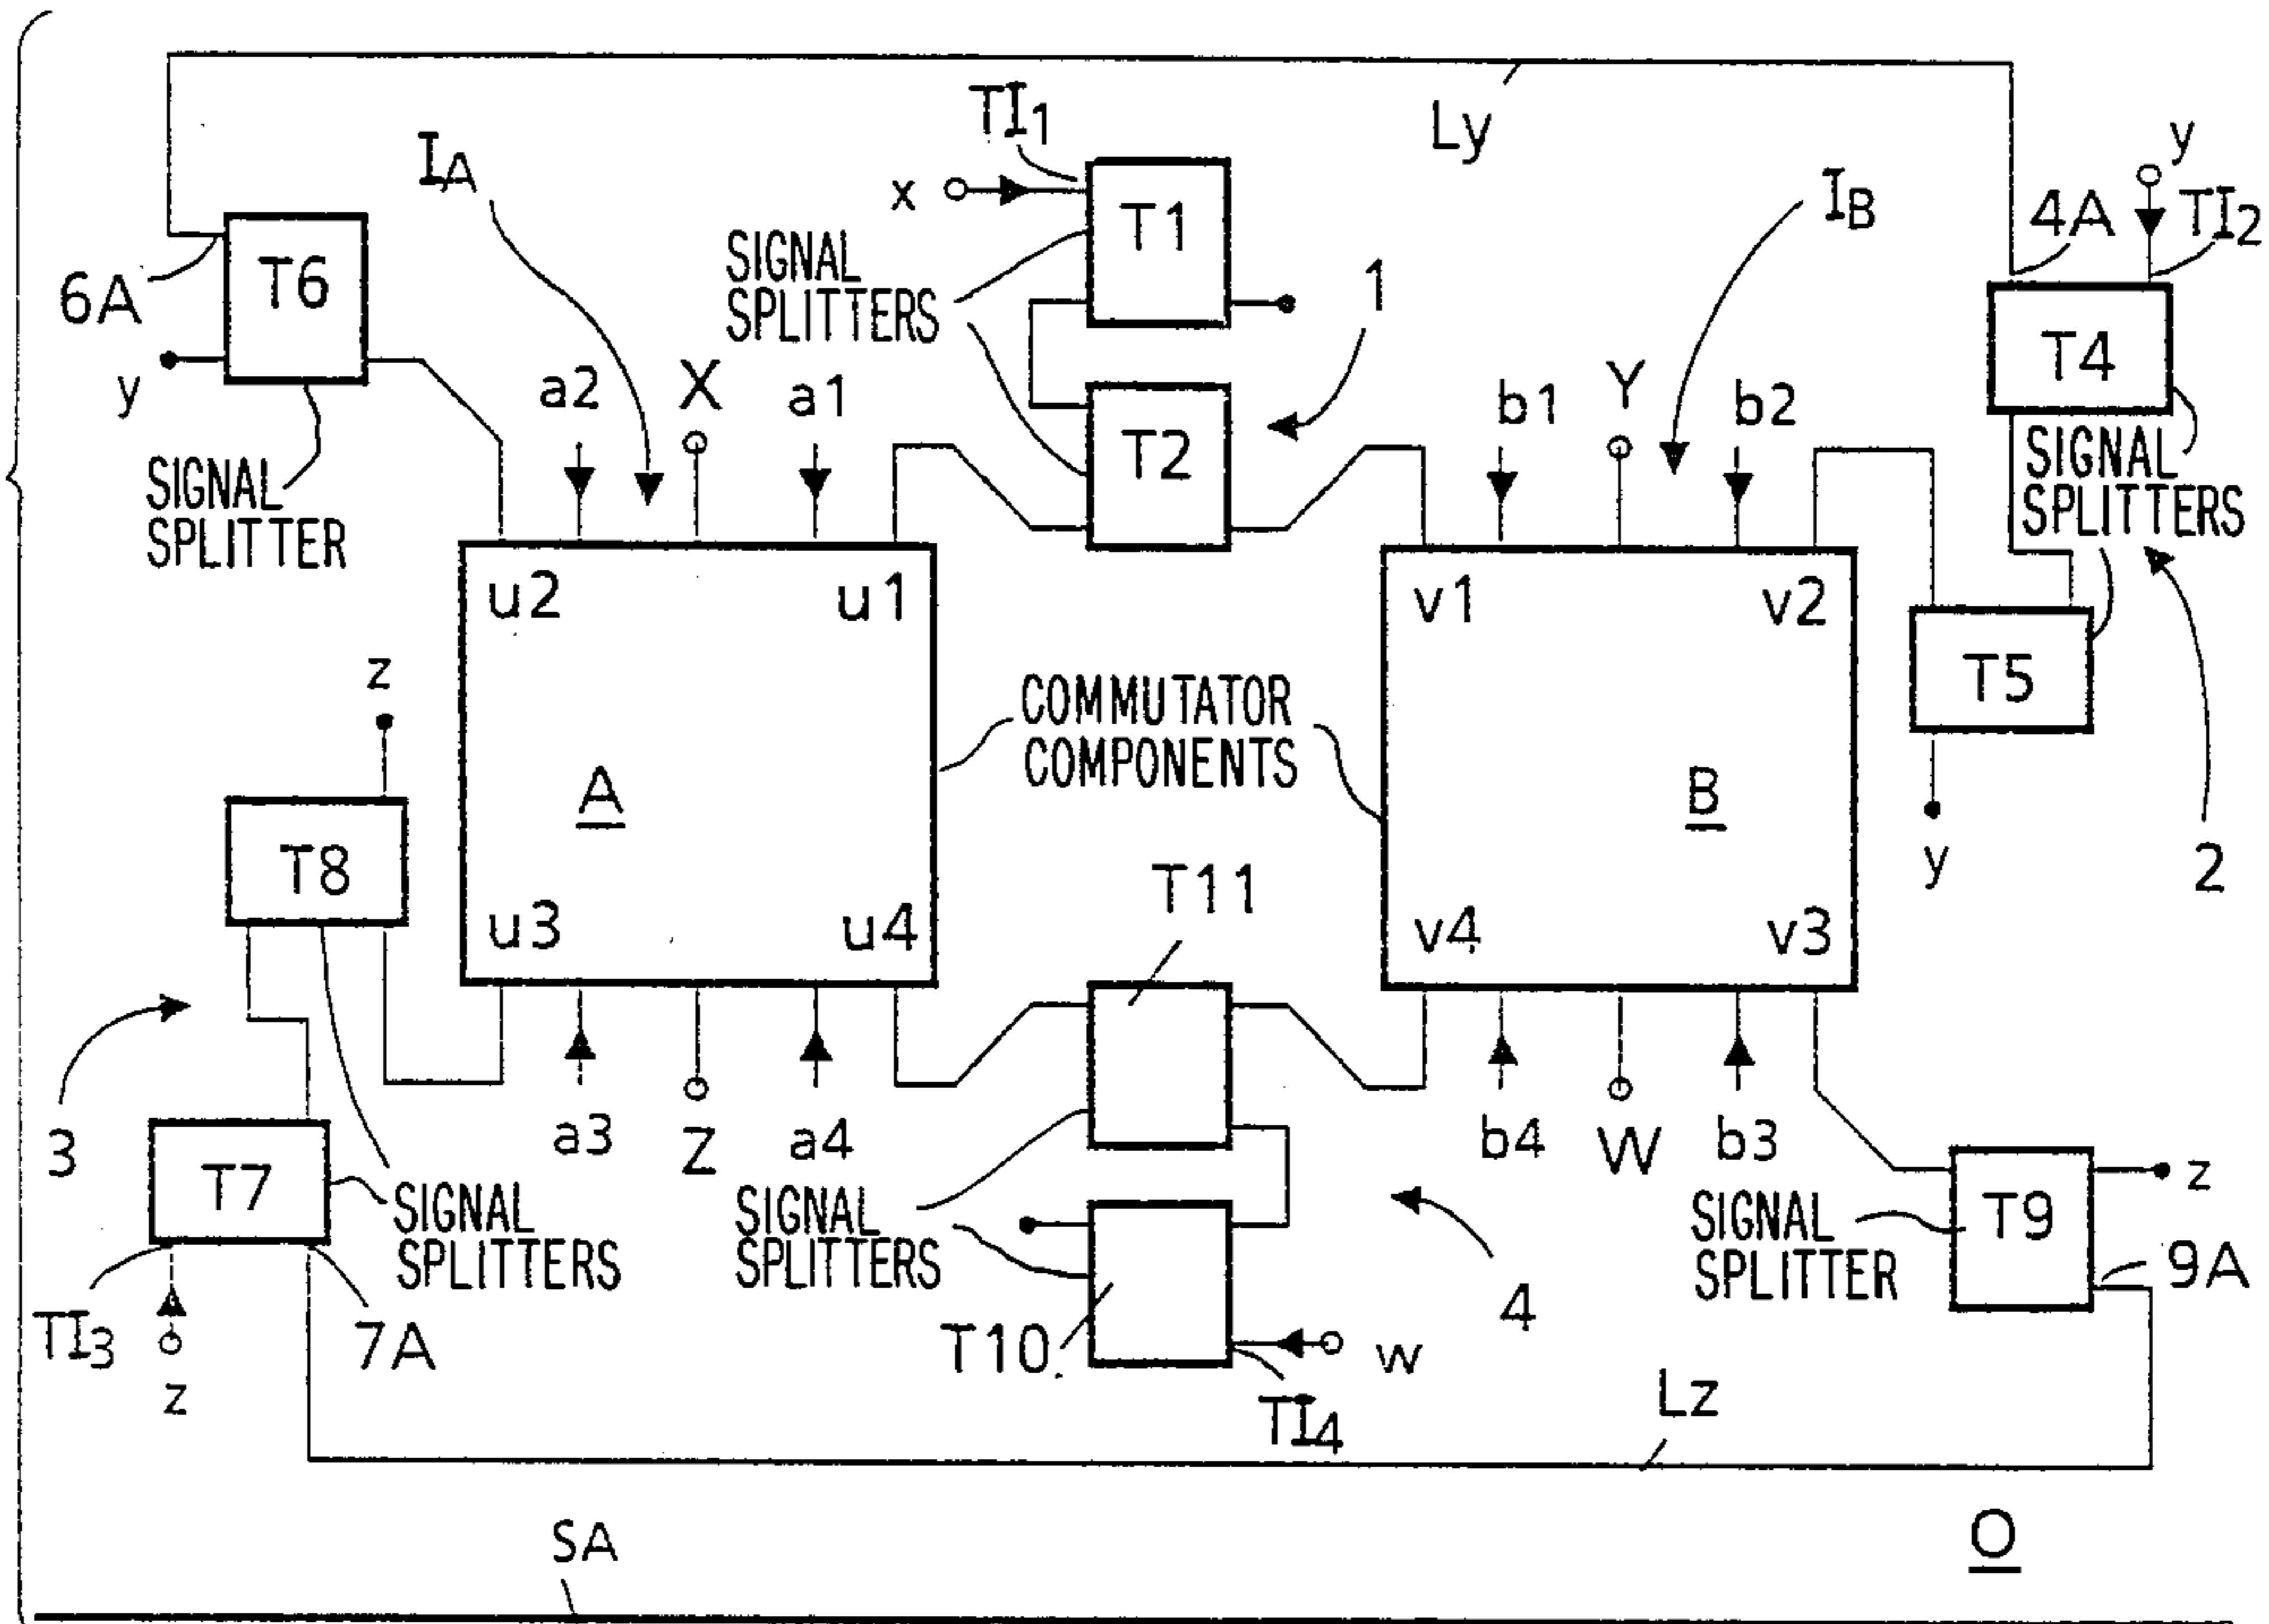 Ly
TI1
y
IA
x
T1
IB
4A
TI2
SIGNAL
SPLITTERS
T6
6A
1
T4
y
a2
X
a1
b1
Y
b2
T2
SIGNAL
SPLITTER
SIGNAL
SPLITTERS
u2
u1
v1
v2
z
T5
COMMUTATOR
COMPONENTS
A
B
T8
T11
y
2
u3
u4
v4
v3
3
a3
Z
a4
b4
W
b3
T7
SIGNAL
SPLITTERS
SIGNAL
SPLITTERS
SIGNAL
SPLITTER
T9
z
9A
TI3
7A
T10
4
w
z
TI4
Lz
SA
O